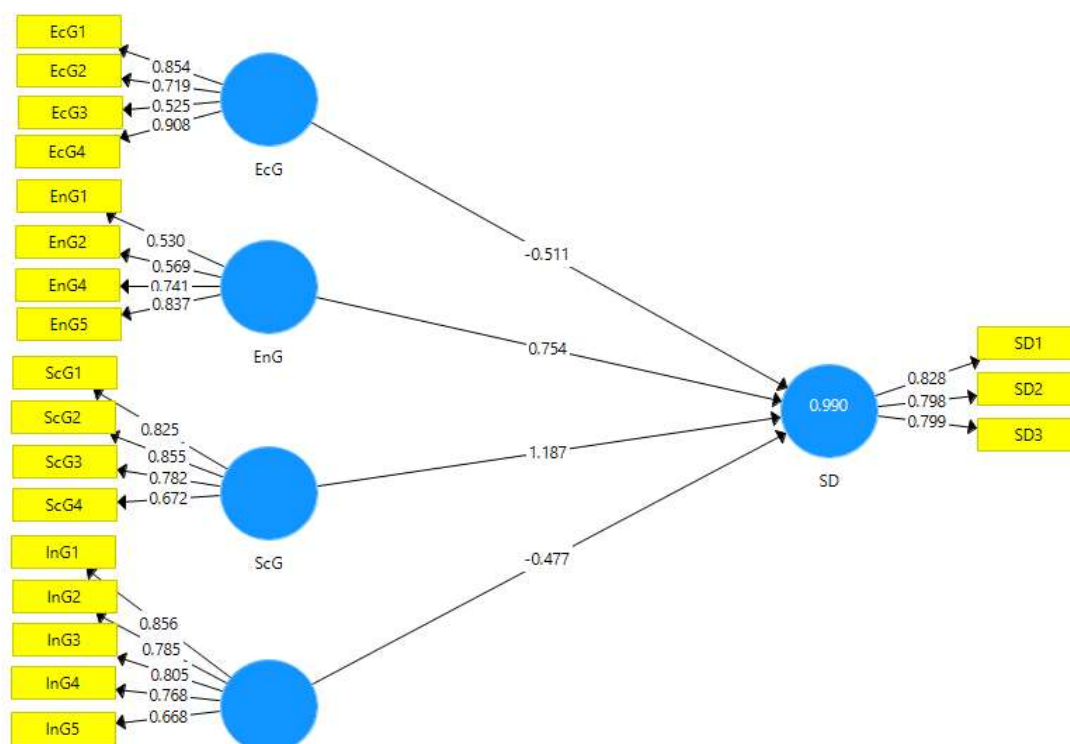 EcG1
EcG2
EcG3
EcG4
0.854
0.719
0.525
0.908
EcG
EnG1
EnG2
EnG4
EnG5
0.530
0.569
0.741
0.837
EnG
ScG1
ScG2
ScG3
ScG4
0.825
0.855
0.782
0.672
ScG
InG1
InG2
InG3
InG4
InG5
0.856
0.785
0.805
0.768
0.668
-0.511
0.754
1.187
-0.477
0.990
SD
0.828
0.798
0.799
SD1
SD2
SD3